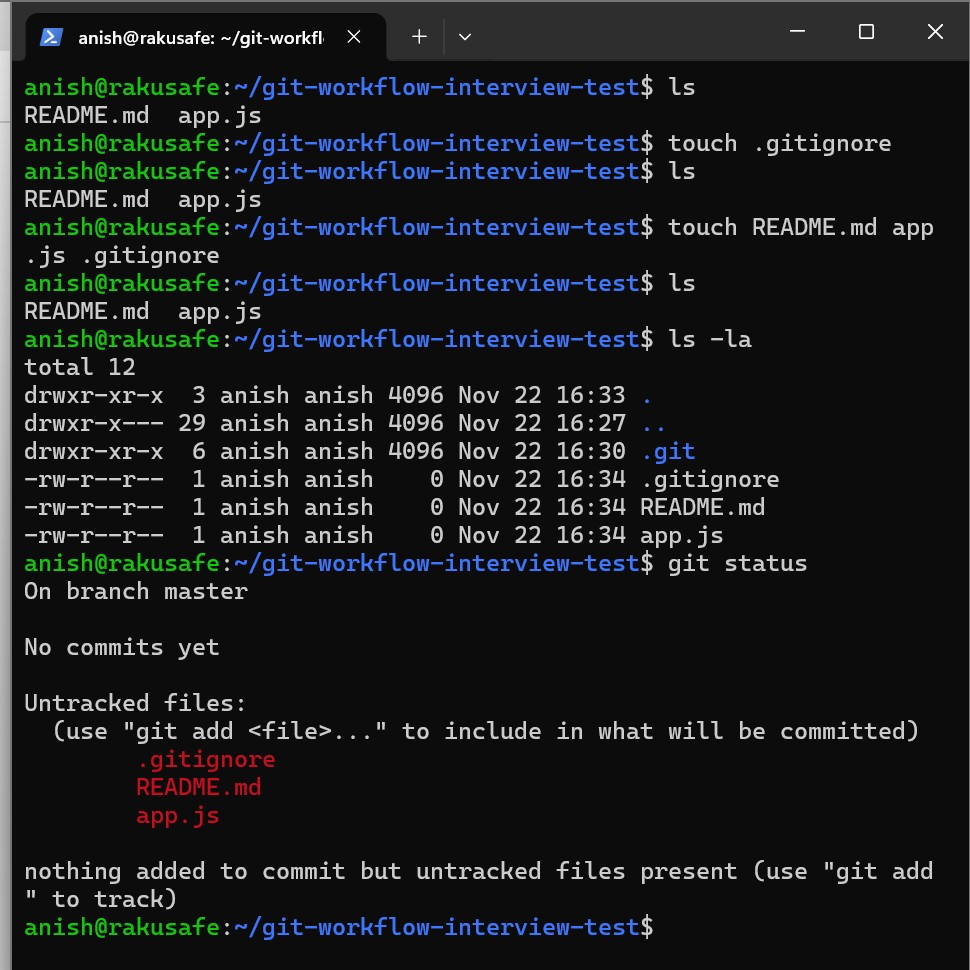 anish@rakusafe: ~/git-workfl
anish@rakusafe:~/git-workflow-interview-test$ ls
README.md  app.js
anish@rakusafe:~/git-workflow-interview-test$ touch .gitignore
anish@rakusafe:~/git-workflow-interview-test$ ls
README.md  app.js
anish@rakusafe:~/git-workflow-interview-test$ touch README.md app
.js .gitignore
anish@rakusafe:~/git-workflow-interview-test$ ls
README.md  app.js
anish@rakusafe:~/git-workflow-interview-test$ ls -la
total 12
drwxr-xr-x  3 anish anish 4096 Nov 22 16:33 .
drwxr-x--- 29 anish anish 4096 Nov 22 16:27 ..
drwxr-xr-x  6 anish anish 4096 Nov 22 16:30 .git
-rw-r--r--  1 anish anish    0 Nov 22 16:34 .gitignore
-rw-r--r--  1 anish anish    0 Nov 22 16:34 README.md
-rw-r--r--  1 anish anish    0 Nov 22 16:34 app.js
anish@rakusafe:~/git-workflow-interview-test$ git status
On branch master
No commits yet
Untracked files:
  (use "git add <file>..." to include in what will be committed)
        .gitignore
        README.md
        app.js
nothing added to commit but untracked files present (use "git add
" to track)
anish@rakusafe:~/git-workflow-interview-test$